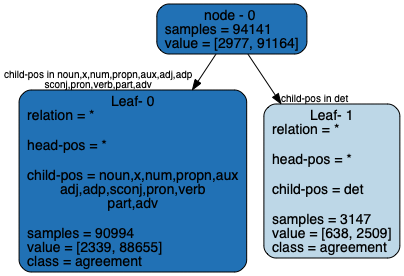 node - 0
samples = 94141
value = [2977, 91164]
child-pos in noun,x,num,propn,aux,adj,adp
sconj,pron,verb,part,adv
child-pos in det
Leaf- 0
relation = *
head-pos = *
child-pos = noun,x,num,propn,aux
adj,adp,sconj,pron,verb
part,adv
samples = 90994
value = [2339, 88655]
class = agreement
Leaf- 1
relation = *
head-pos = *
child-pos = det
samples = 3147
value = [638, 2509]
class = agreement